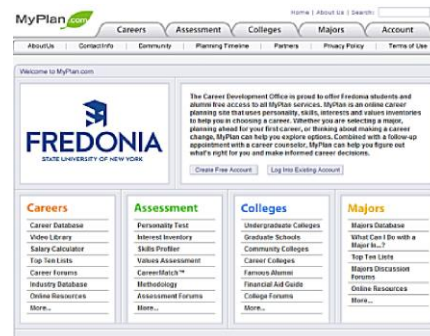 MyPlan.com
Home | About Us | Search:
Careers Assessment Colleges Majors Account
About Us Contact Info Community Planning Timeline Partners Privacy Policy Terms of Use
Welcome to MyPlan.com
The Career Development Office is proud to offer Fredonia students and
alumni free access to all MyPlan services. MyPlan is an online career
planning site that uses personality, skills, interests and values inventories
to help you in choosing a career. Whether you are selecting a major,
planning ahead for your first career, or thinking about making a career
change, MyPlan can help you explore options. Combined with a follow-up
appointment with a career counselor, MyPlan can help you figure out
what's right for you and make informed career decisions.
FREDONIA
STATE UNIVERSITY OF NEW YORK
Create Free Account Log Into Existing Account
Careers
Career Database
Video Library
Salary Calculator
Top Ten Lists
Career Forums
Industry Database
Online Resources
More...
Assessment
Personality Test
Interest Inventory
Skills Profiler
Values Assessment
CareerMatch™
Methodology
Assessment Forums
More...
Colleges
Undergraduate Colleges
Graduate Schools
Community Colleges
Career Colleges
Famous Alumni
Financial Aid Guide
College Forums
More...
Majors
Majors Database
What Can I Do with a
Major In...?
Top Ten Lists
Majors Discussion
Forums
Online Resources
More...